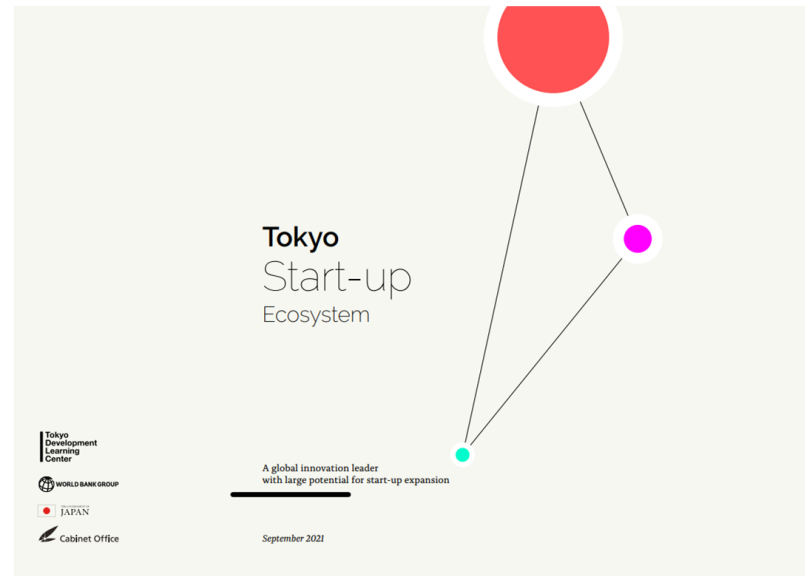 Tokyo
Start-up
Ecosystem
Tokyo
Development
Learning
Center
WORLD BANK GROUP
JAPAN
Cabinet Office
A global innovation leader
with large potential for start-up expansion
September 2021